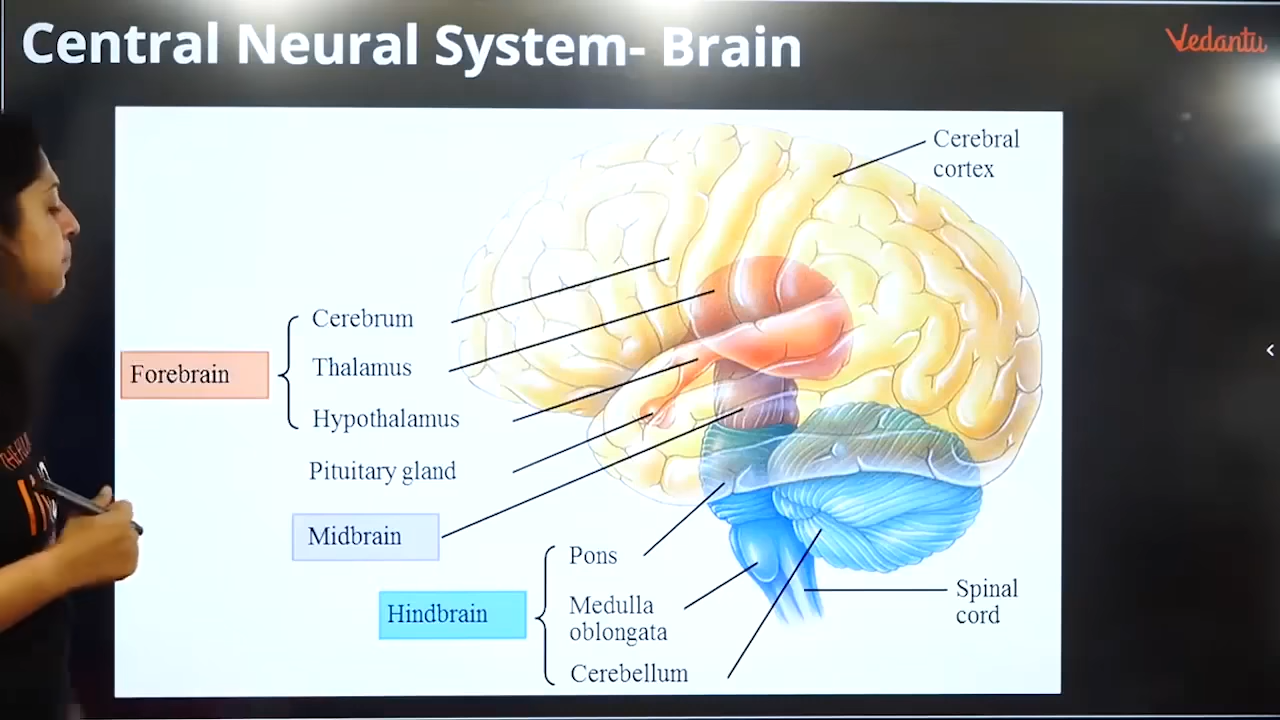 Central Neural System- Brain
Vedantu
Cerebral
cortex
Cerebrum
Thalamus
Forebrain
Hypothalamus
Pituitary gland
Midbrain
Pons
Hindbrain
Medulla
oblongata
Cerebellum
Spinal
cord